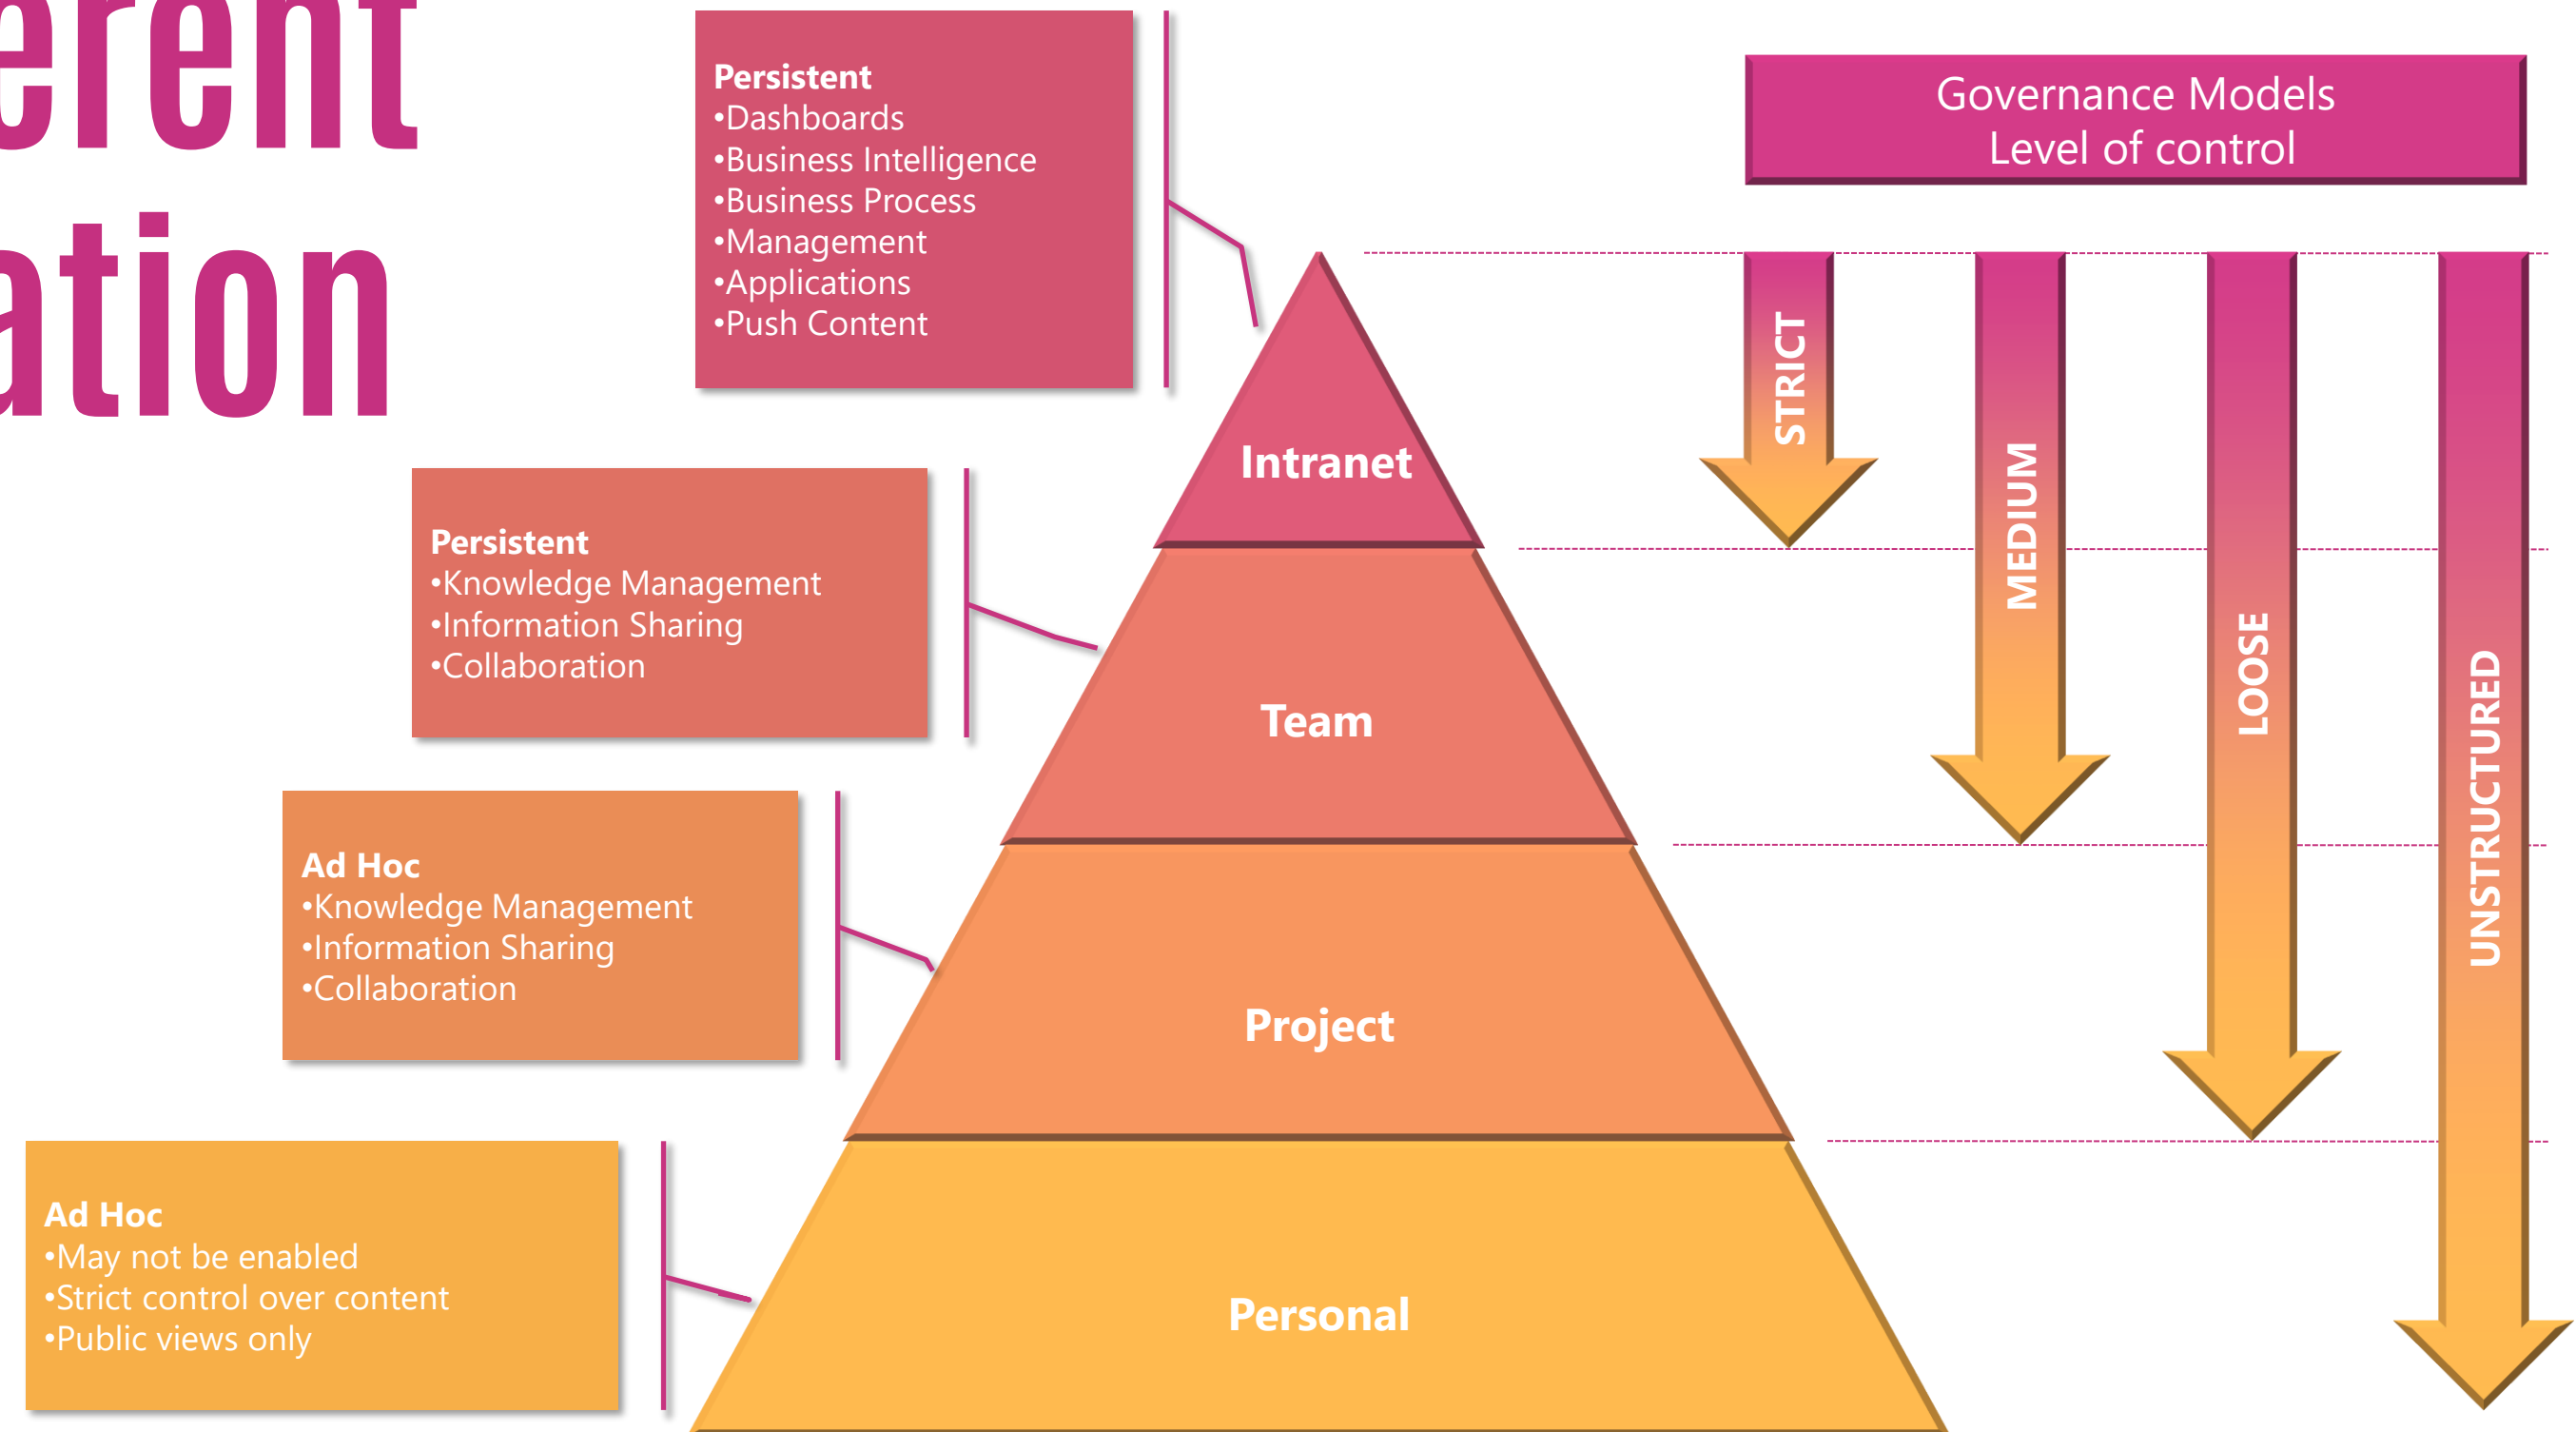 erent
ation
Persistent
•Dashboards
•Business Intelligence
•Business Process
•Management
•Applications
•Push Content
Governance Models
Level of control
Persistent
•Knowledge Management
•Information Sharing
•Collaboration
Ad Hoc
•Knowledge Management
•Information Sharing
•Collaboration
Ad Hoc
•May not be enabled
•Strict control over content
•Public views only
Intranet
Team
Project
Personal
STRICT
MEDIUM
LOOSE
UNSTRUCTURED